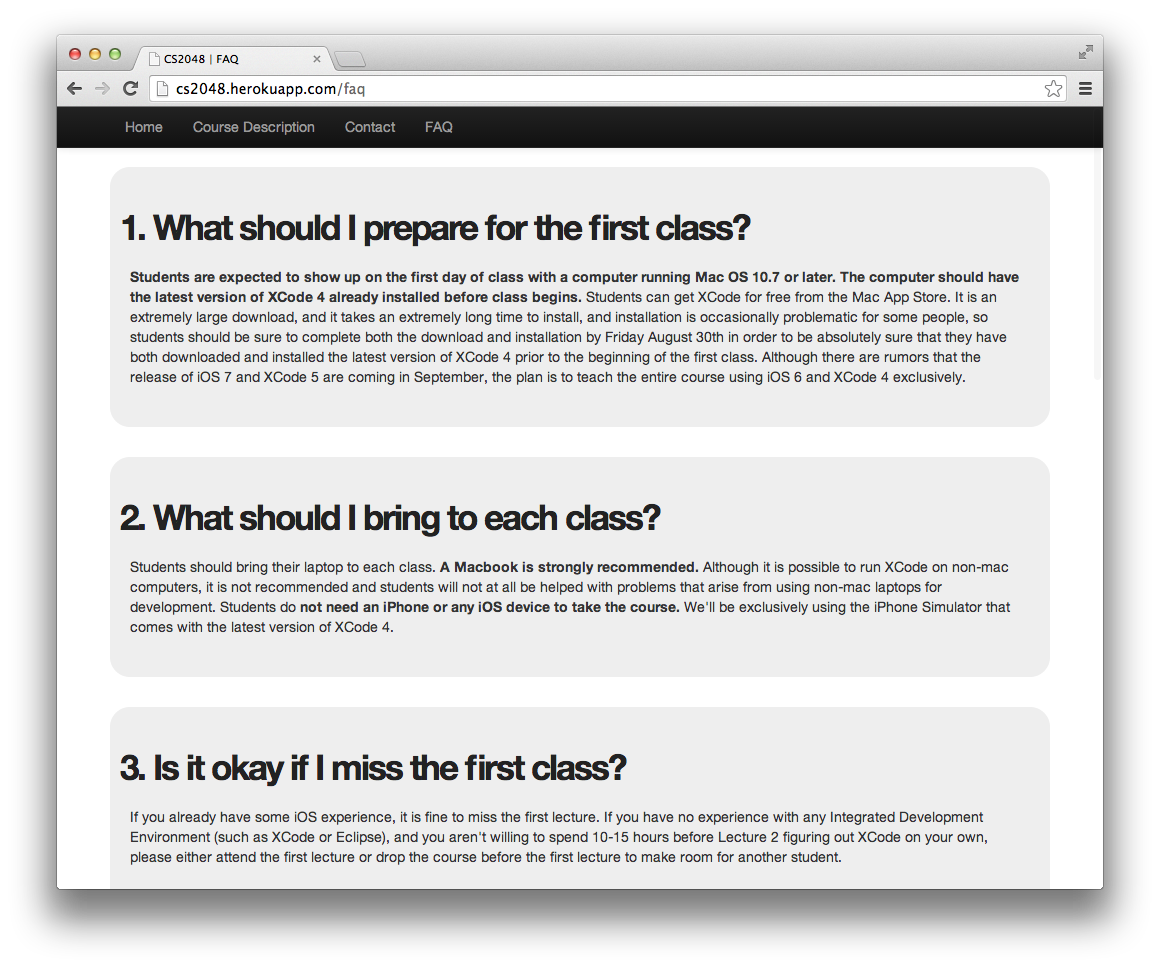 CS2048 | FAQ
cs2048.herokuapp.com/faq
Home Course Description Contact FAQ
1. What should I prepare for the first class?
Students are expected to show up on the first day of class with a computer running Mac OS 10.7 or later. The computer should have
the latest version of XCode 4 already installed before class begins. Students can get XCode for free from the Mac App Store. It is an
extremely large download, and it takes an extremely long time to install, and installation is occasionally problematic for some people, so
students should be sure to complete both the download and installation by Friday August 30th in order to be absolutely sure that they have
both downloaded and installed the latest version of XCode 4 prior to the beginning of the first class. Although there are rumors that the
release of iOS 7 and XCode 5 are coming in September, the plan is to teach the entire course using iOS 6 and XCode 4 exclusively.
2. What should I bring to each class?
Students should bring their laptop to each class. A Macbook is strongly recommended. Although it is possible to run XCode on non-mac
computers, it is not recommended and students will not at all be helped with problems that arise from using non-mac laptops for
development. Students do not need an iPhone or any iOS device to take the course. We'll be exclusively using the iPhone Simulator that
comes with the latest version of XCode 4.
3. Is it okay if I miss the first class?
If you already have some iOS experience, it is fine to miss the first lecture. If you have no experience with any Integrated Development
Environment (such as XCode or Eclipse), and you aren't willing to spend 10-15 hours before Lecture 2 figuring out XCode on your own,
please either attend the first lecture or drop the course before the first lecture to make room for another student.